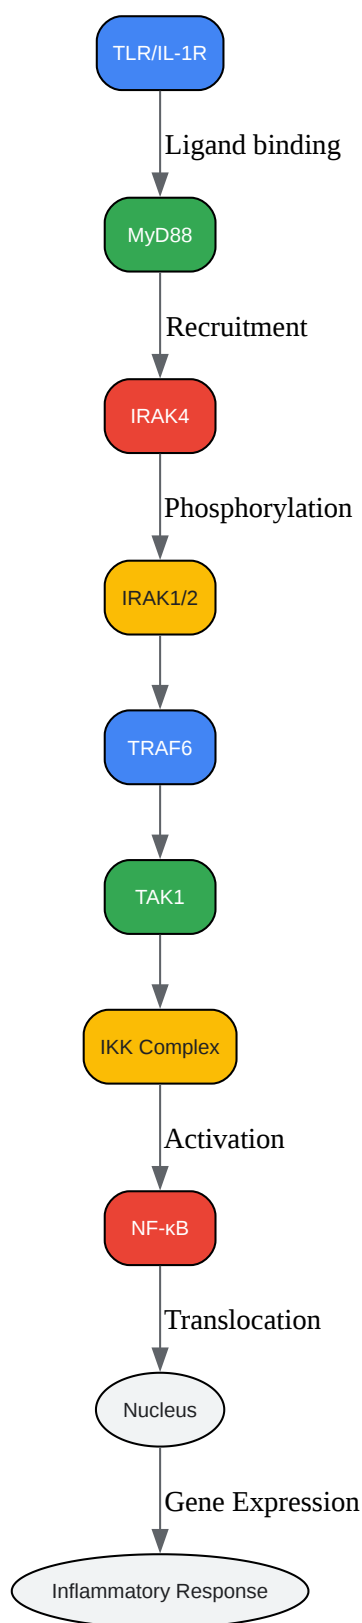 TLR/IL-1R
Ligand binding
MyD88
Recruitment
IRAK4
Phosphorylation
IRAK1/2
TRAF6
TAK1
IKK Complex
Activation
NF-κB
Translocation
Nucleus
Gene Expression
Inflammatory Response